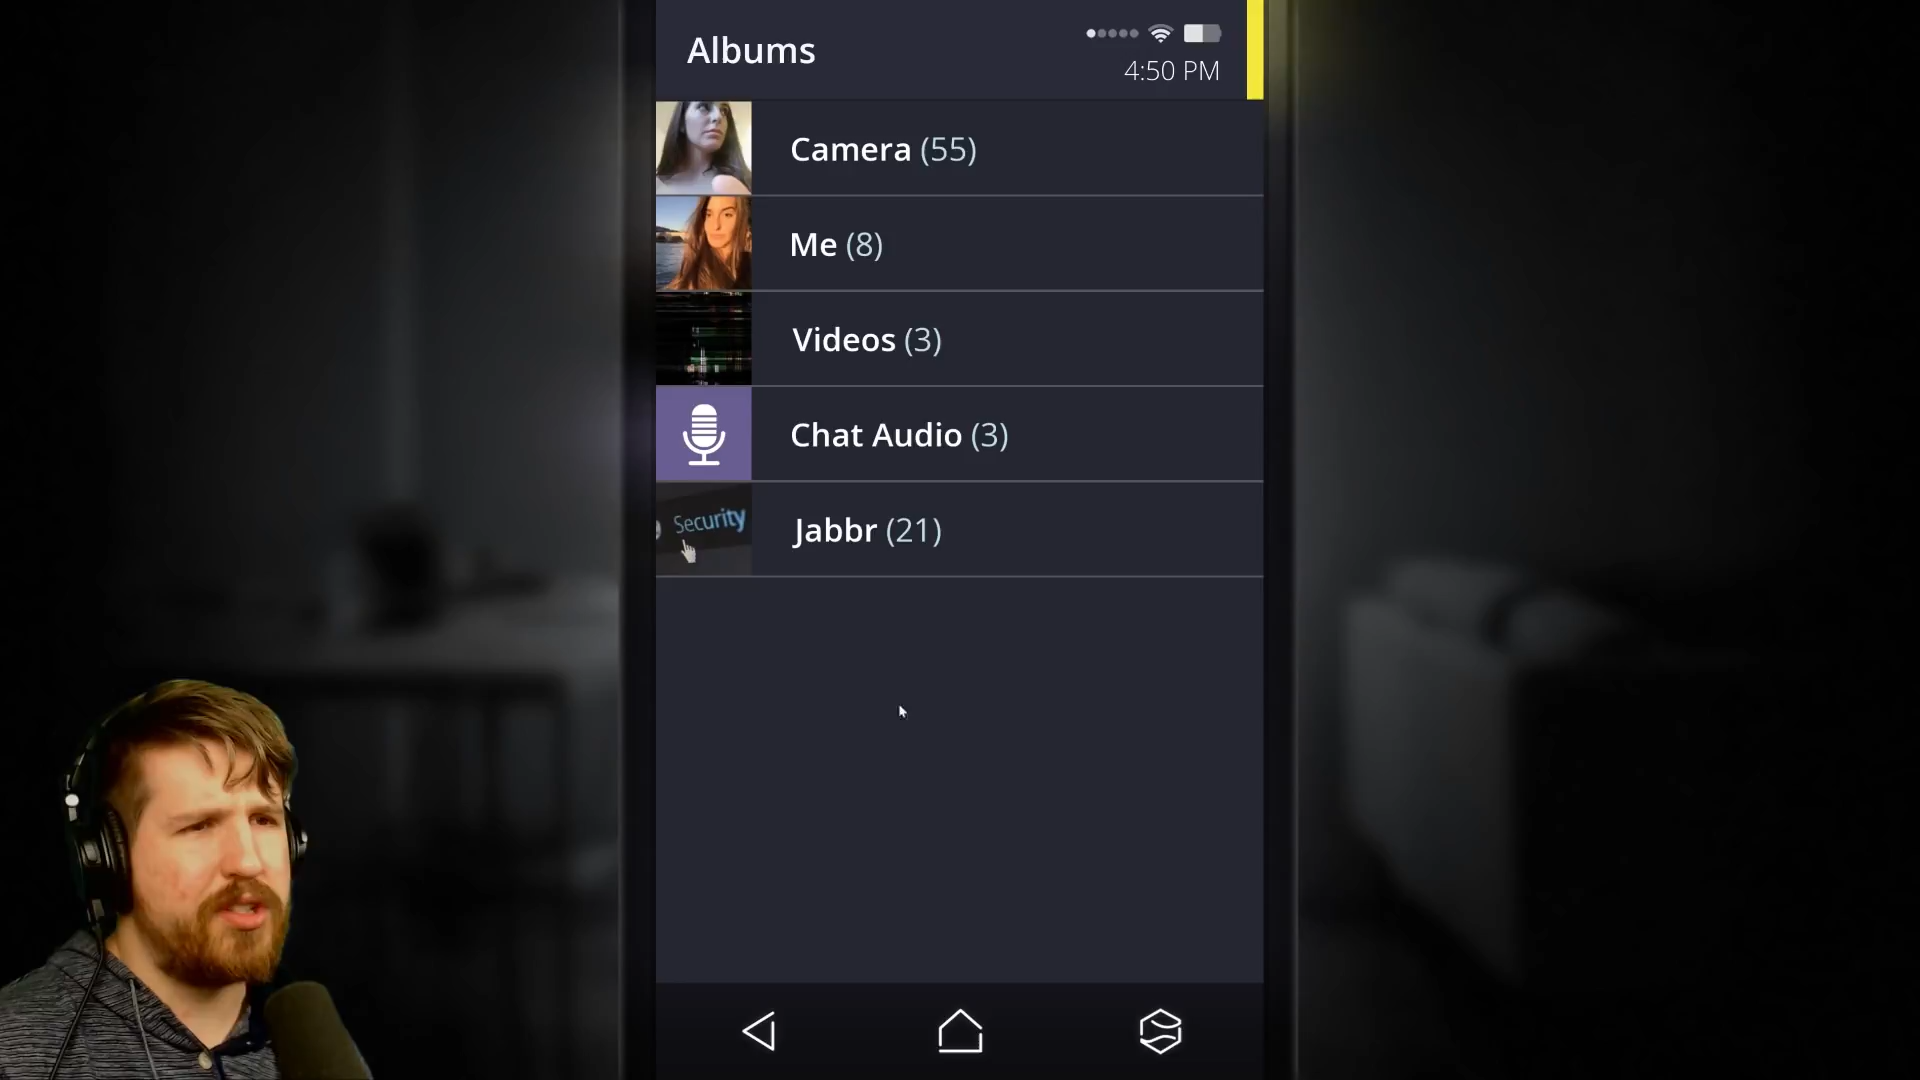 Albums
4:50 PM
Camera (55)
Me (8)
Videos (3)
Chat Audio (3)
Security
Jabbr (21)